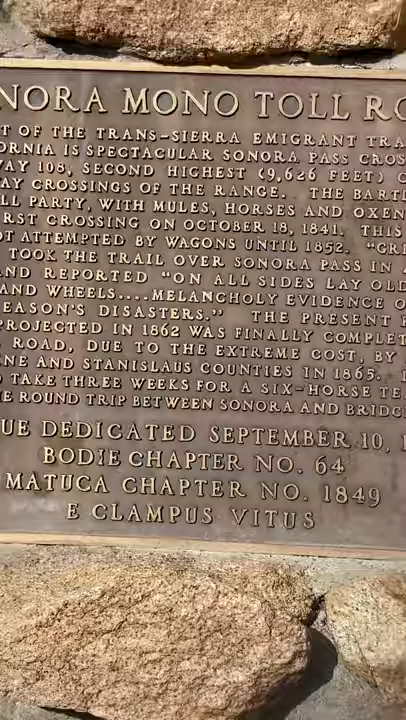 NORA MONO TOLL RO
T OF THE TRANS-SIERRA EMIGRANT TRA
ORNIA IS SPECTACULAR SONORA PASS CROS
WAY 108, SECOND HIGHEST (9,626 FEET) O
AY CROSSINGS OF THE RANGE. THE BARTL
LL PARTY, WITH MULES, HORSES AND OXEN
RST CROSSING ON OCTOBER 18, 1841. THIS
OT ATTEMPTED BY WAGONS UNTIL 1852. "GRI
TOOK THE TRAIL OVER SONORA PASS IN
AND REPORTED "ON ALL SIDES LAY OLD
AND WHEELS....MELANCHOLY EVIDENCE O
EASON'S DISASTERS." THE PRESENT
PROJECTED IN 1862 WAS FINALLY COMPLET
ROAD, DUE TO THE EXTREME COST, BY
NE AND STANISLAUS COUNTIES IN 1865.
O TAKE THREE WEEKS FOR A SIX-HORSE TE
E ROUND TRIP BETWEEN SONORA AND BRIDG
UE DEDICATED SEPTEMBER 10, 1
BODIE CHAPTER NO. 64
MATUCA CHAPTER NO. 1849
E CLAMPUS VITUS